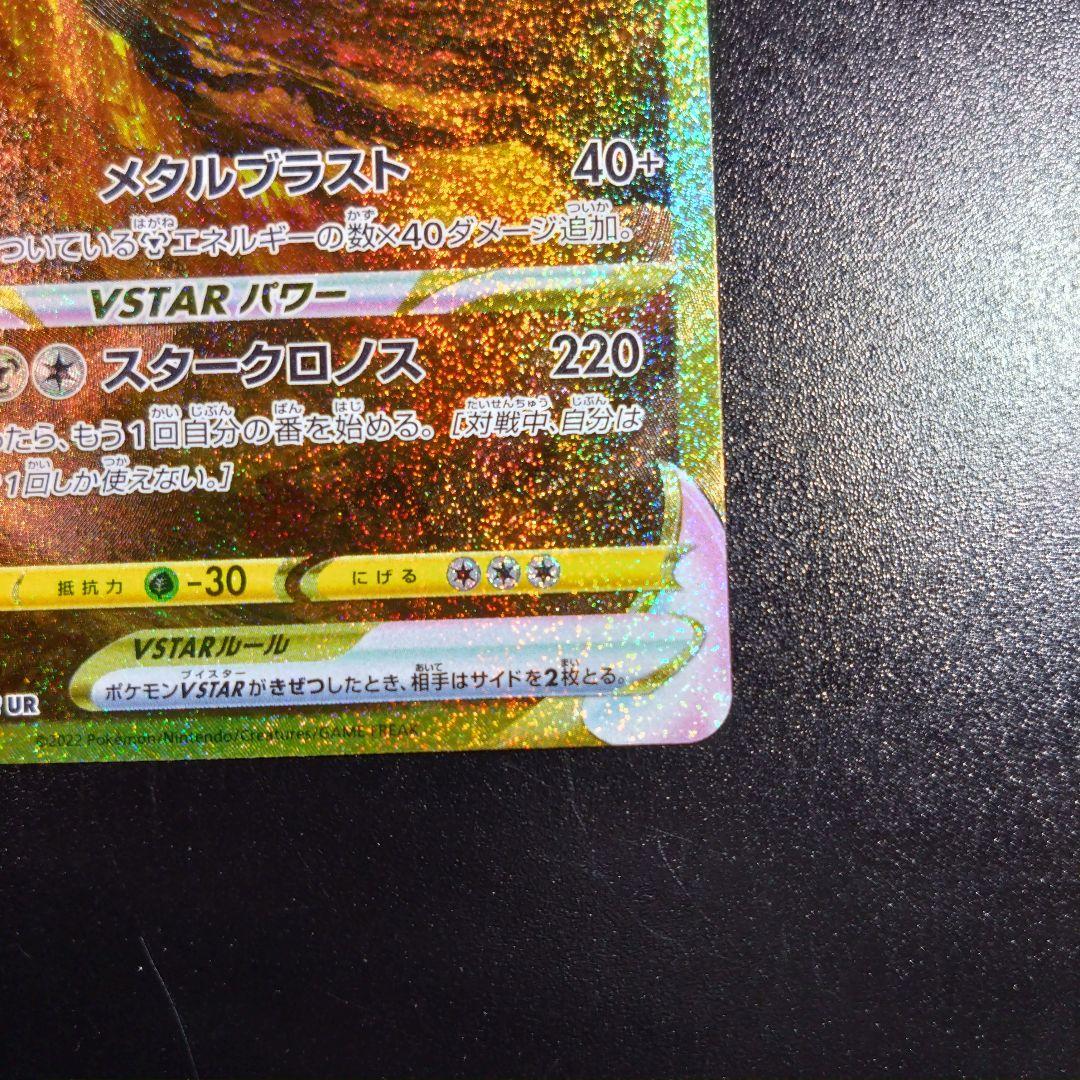 メタルブラスト 40+
ついている エネルギーの数×40ダメージ追加。
VSTARパワー
スタークロノス 220
たら、もう1回自分の番を始める。[対戦中、自分は
1回しか使えない。]
抵抗力 -30 にげる
VSTARルール
ポケモンVSTARがきぜつしたとき、相手はサイドを2枚とる。
UR
©2022 Pokémon/Nintendo/Creatures/GAME FREAK